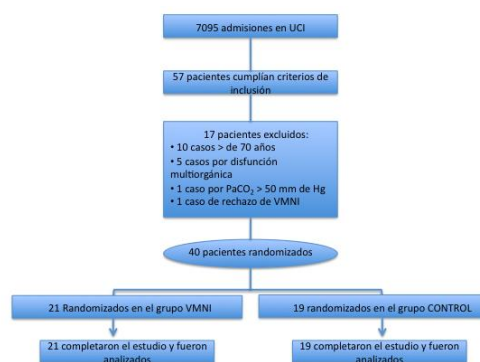 7095 admisiones en UCI
57 pacientes cumplían criterios de
inclusión
17 pacientes excluidos:
• 10 casos > de 70 años
• 5 casos por disfunción
multiorgánica
• 1 caso por PaCO₂ > 50 mm de Hg
• 1 caso de rechazo de VMNI
40 pacientes randomizados
21 Randomizados en el grupo VMNI
19 randomizados en el grupo CONTROL
21 completaron el estudio y fueron
analizados
19 completaron el estudio y fueron
analizados